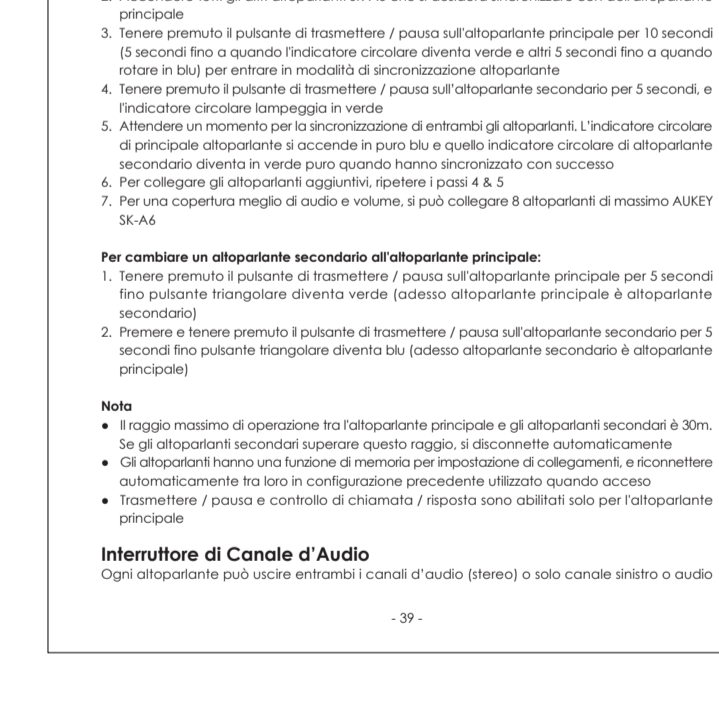 principale
3. Tenere premuto il pulsante di trasmettere / pausa sull'altoparlante principale per 10 secondi
(5 secondi fino a quando l'indicatore circolare diventa verde e altri 5 secondi fino a quando
rotare in blu) per entrare in modalità di sincronizzazione altoparlante
4. Tenere premuto il pulsante di trasmettere / pausa sull'altoparlante secondario per 5 secondi, e
l'indicatore circolare lampeggia in verde
5. Attendere un momento per la sincronizzazione di entrambi gli altoparlanti. L'indicatore circolare
di principale altoparlante si accende in puro blu e quello indicatore circolare di altoparlante
secondario diventa in verde puro quando hanno sincronizzato con successo
6. Per collegare gli altoparlanti aggiuntivi, ripetere i passi 4 & 5
7. Per una copertura meglio di audio e volume, si può collegare 8 altoparlanti di massimo AUKEY
SK-A6
Per cambiare un altoparlante secondario all'altoparlante principale:
1. Tenere premuto il pulsante di trasmettere / pausa sull'altoparlante principale per 5 secondi
fino pulsante triangolare diventa verde (adesso altoparlante principale è altoparlante
secondario)
2. Premere e tenere premuto il pulsante di trasmettere / pausa sull'altoparlante secondario per 5
secondi fino pulsante triangolare diventa blu (adesso altoparlante secondario è altoparlante
principale)
Nota
● Il raggio massimo di operazione tra l'altoparlante principale e gli altoparlanti secondari è 30m.
Se gli altoparlanti secondari superare questo raggio, si disconnette automaticamente
● Gli altoparlanti hanno una funzione di memoria per impostazione di collegamenti, e riconnettere
automaticamente tra loro in configurazione precedente utilizzato quando acceso
● Trasmettere / pausa e controllo di chiamata / risposta sono abilitati solo per l'altoparlante
principale
Interruttore di Canale d'Audio
Ogni altoparlante può uscire entrambi i canali d'audio (stereo) o solo canale sinistro o audio
- 39 -